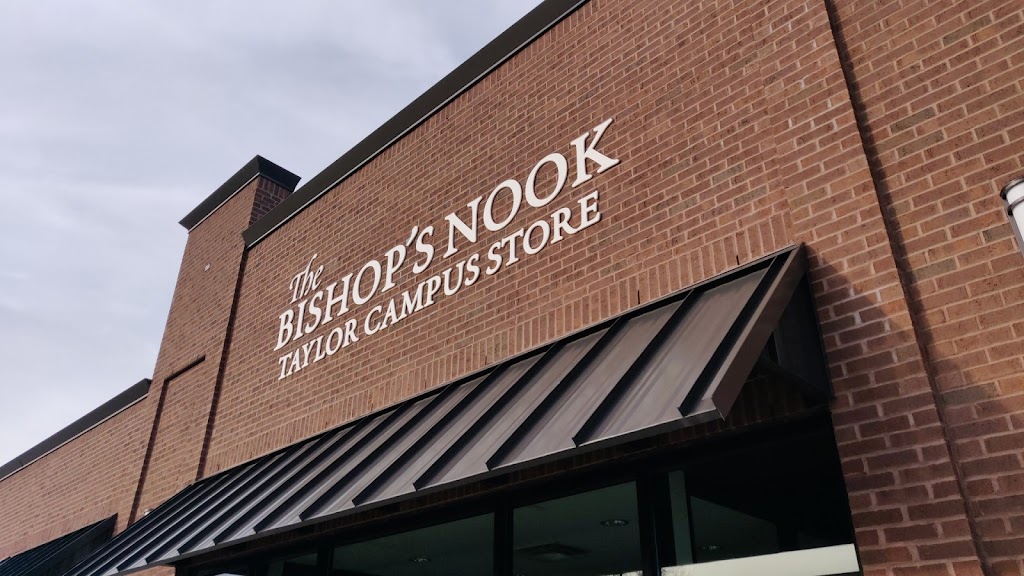 The
BISHOP'S NOOK
TAYLOR CAMPUS STORE